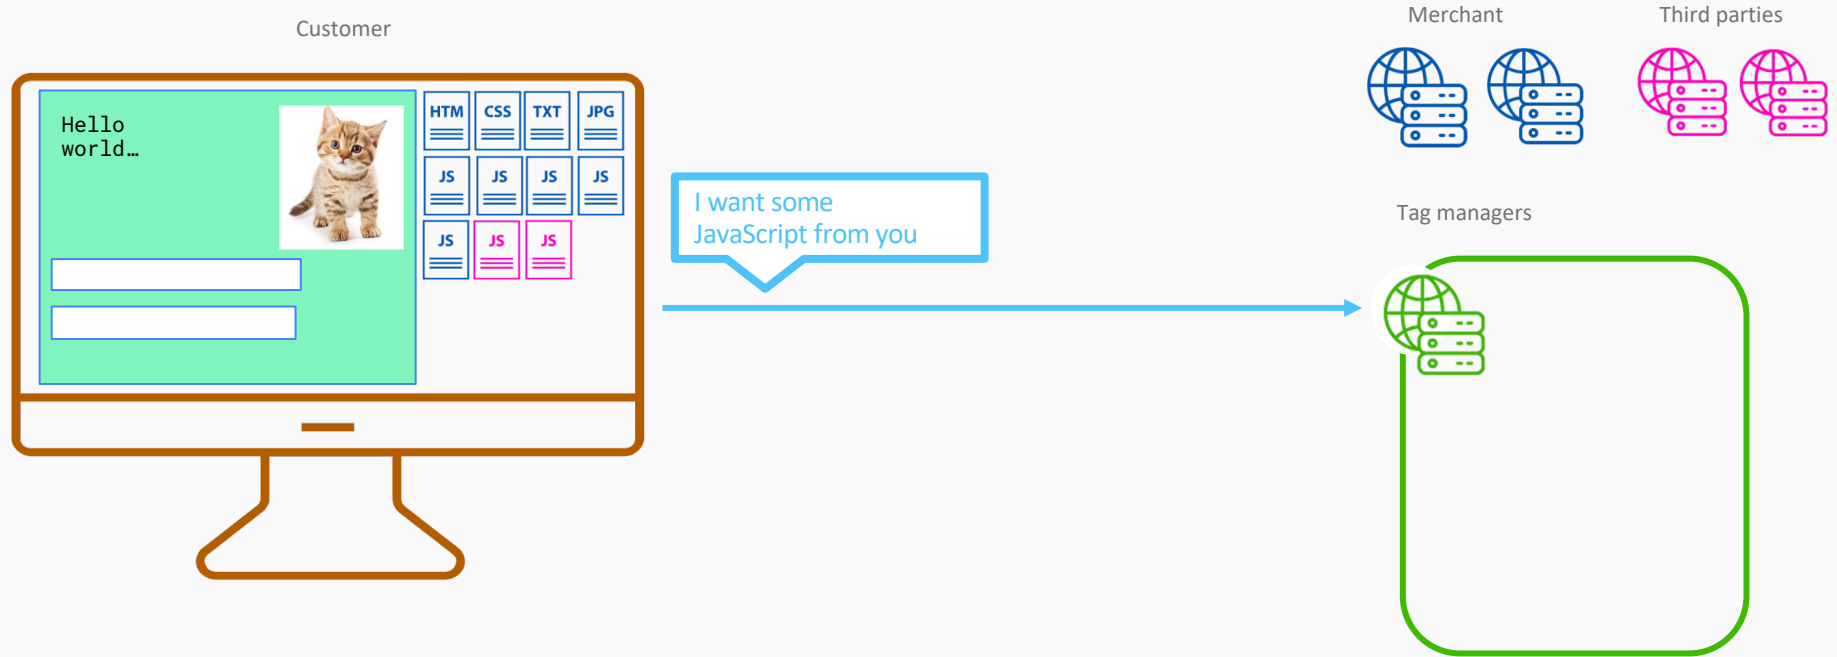 Customer
Merchant
Third parties
Hello
world…
HTM
CSS
TXT
JPG
JS
JS
JS
JS
JS
JS
JS
I want some
JavaScript from you
Tag managers